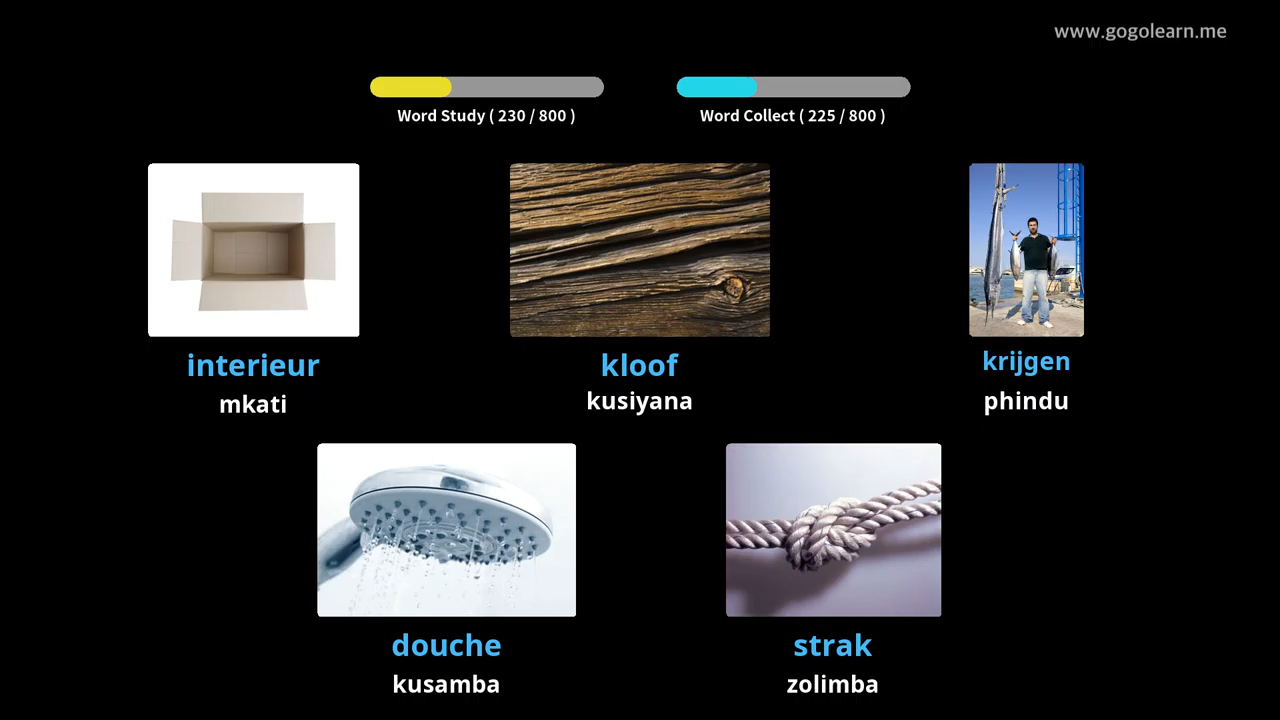 www.gogolearn.me
Word Study ( 230 / 800 )
Word Collect ( 225 / 800 )
interieur
mkati
kloof
kusiyana
krijgen
phindu
douche
kusamba
strak
zolimba